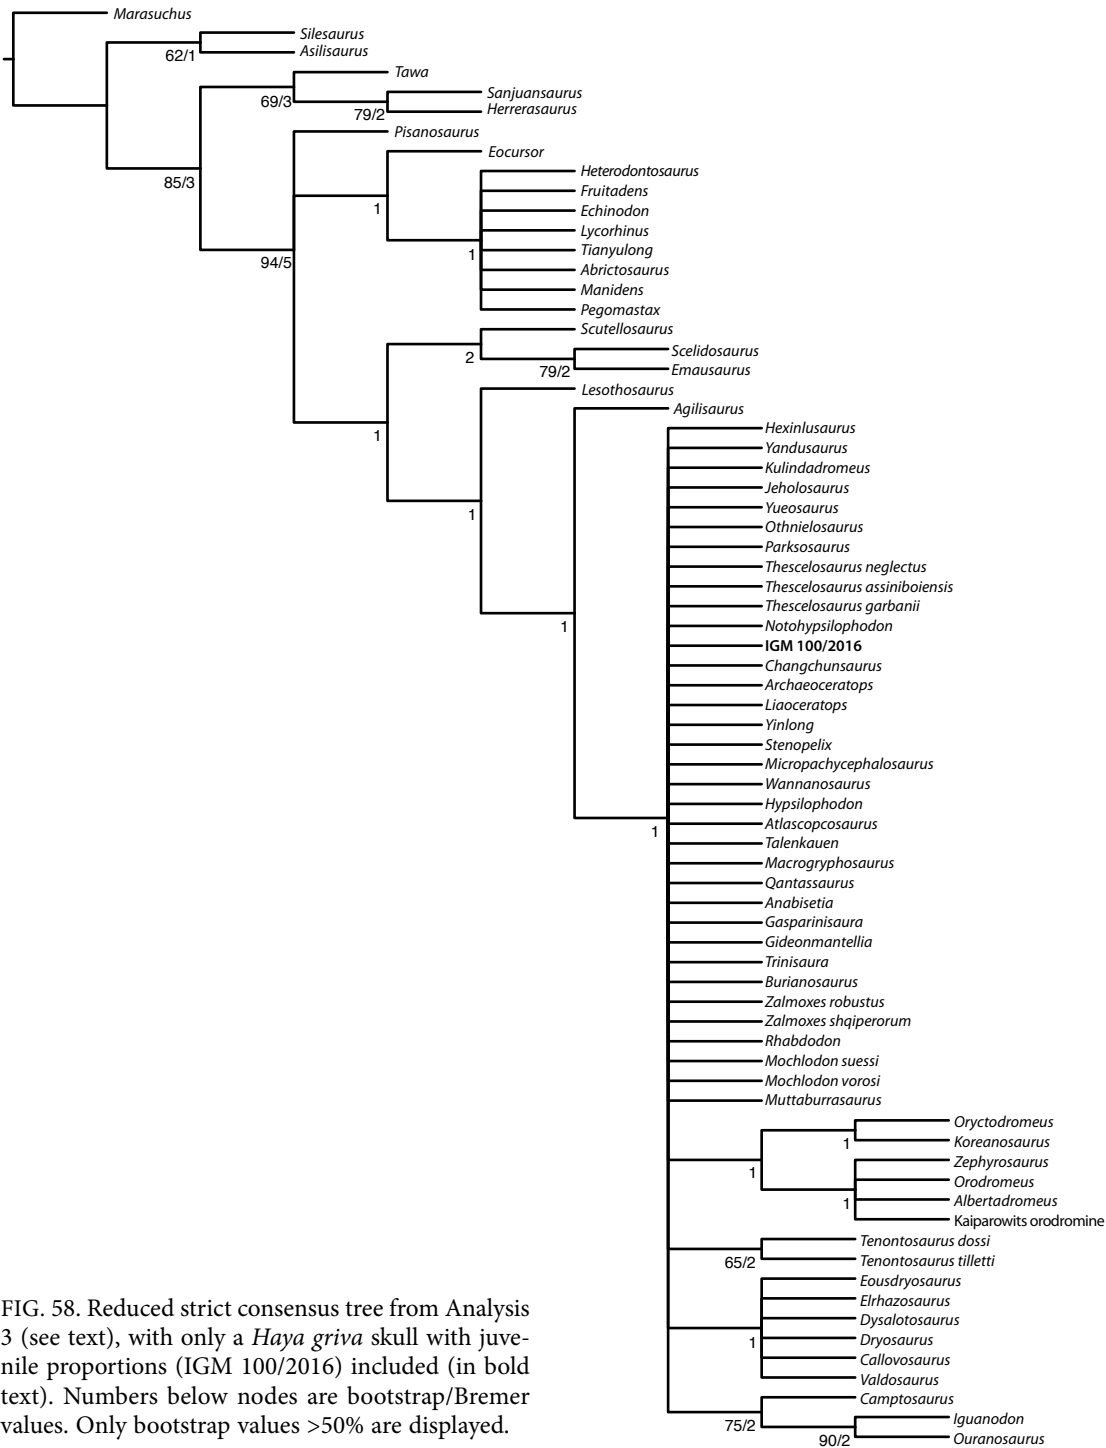 Marasuchus
Silesaurus
62/1
Asilisaurus
Tawa
69/3
Sanjuansaurus
79/2
Herrerasaurus
Pisanosaurus
85/3
Eocursor
Heterodontosaurus
Fruitadens
1
Echinodon
Lycorhinus
94/5
1
Tianyulong
Abrictosaurus
Manidens
Pegomastax
Scutellosaurus
2
Scelidosaurus
79/2
Emausaurus
Lesothosaurus
Agilisaurus
1
Hexinlusaurus
Yandusaurus
Kulindadromeus
Jeholosaurus
1
Yueosaurus
Othnielosaurus
Parksosaurus
Thescelosaurus neglectus
Thescelosaurus assiniboiensis
Thescelosaurus garbanii
1
Notohypsilophodon
IGM 100/2016
Changchunsaurus
Archaeoceratops
Liaoceratops
Yinlong
Stenopelix
Micropachycephalosaurus
Wannanosaurus
Hypsilophodon
1
Atlascopcosaurus
Talenkauen
Macrogryphosaurus
Qantassaurus
Anabisetia
Gasparinisaura
Gideonmantellia
Trinisaura
Burianosaurus
Zalmoxes robustus
Zalmoxes shqiperorum
Rhabdodon
Mochlodon suessi
Mochlodon vorosi
Muttaburrasaurus
Oryctodromeus
1
Koreanosaurus
1
Zephyrosaurus
Orodromeus
1
Albertadromeus
Kaiparowits orodromine
Tenontosaurus dossi
65/2
Tenontosaurus tilletti
Eousdryosaurus
Elrhazosaurus
Dysalotosaurus
1
Dryosaurus
Callovosaurus
Valdosaurus
Camptosaurus
75/2
Iguanodon
90/2
Ouranosaurus
FIG. 58. Reduced strict consensus tree from Analysis
3 (see text), with only a Haya griva skull with juve-
nile proportions (IGM 100/2016) included (in bold
text). Numbers below nodes are bootstrap/Bremer
values. Only bootstrap values >50% are displayed.